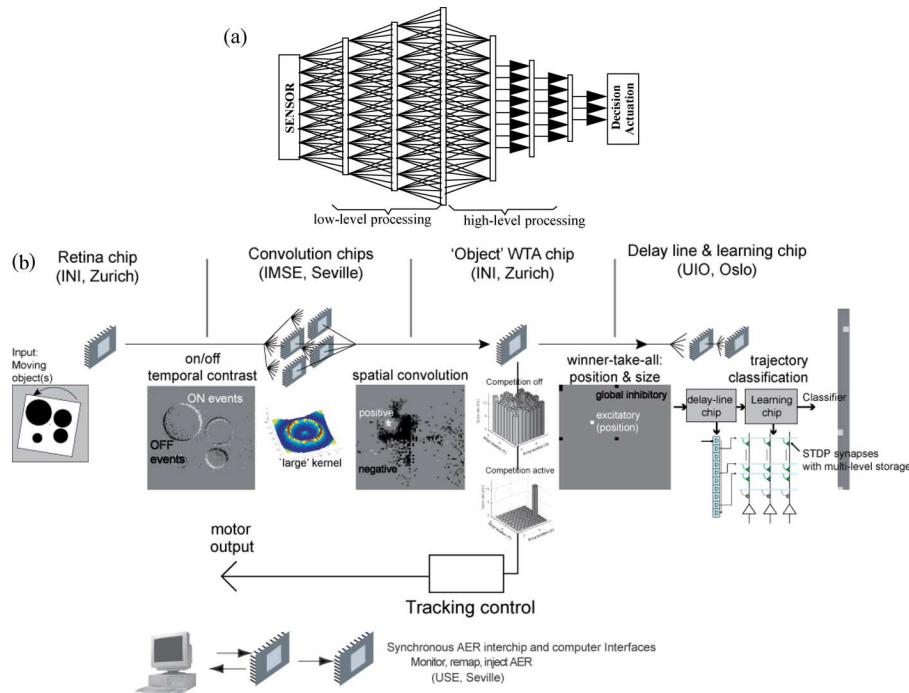 (a)
SENSOR
Decision
Actuation
low-level processing
high-level processing
(b)
Retina chip
(INI, Zurich)
Convolution chips
(IMSE, Seville)
'Object' WTA chip
(INI, Zurich)
Delay line & learning chip
(UIO, Oslo)
Input:
Moving
object(s)
on/off
temporal contrast
ON events
OFF
events
'large' kernel
spatial convolution
positive
negative
Competition off
Competition active
winner-take-all:
position & size
global inhibitory
excitatory
(position)
trajectory
classification
delay-line
chip
Learning
chip
Classifier
STDP synapses
with multi-level storage
motor
output
Tracking control
Synchronous AER interchip and computer Interfaces
Monitor, remap, inject AER
(USE, Seville)